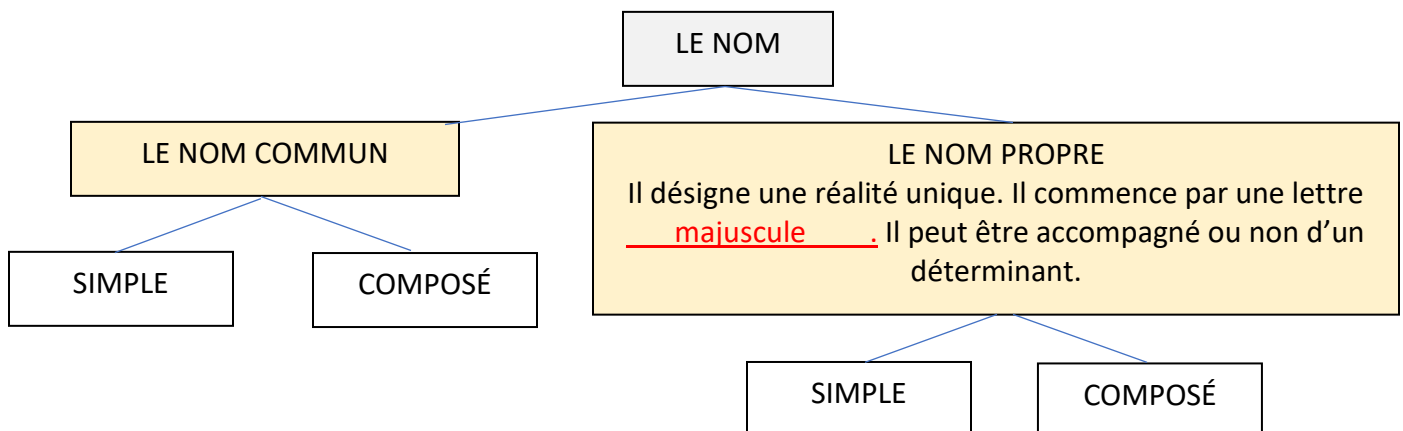 LE NOM
LE NOM COMMUN
LE NOM PROPRE
Il désigne une réalité unique. Il commence par une lettre
majuscule . Il peut être accompagné ou non d’un
déterminant.
SIMPLE
COMPOSÉ
SIMPLE
COMPOSÉ